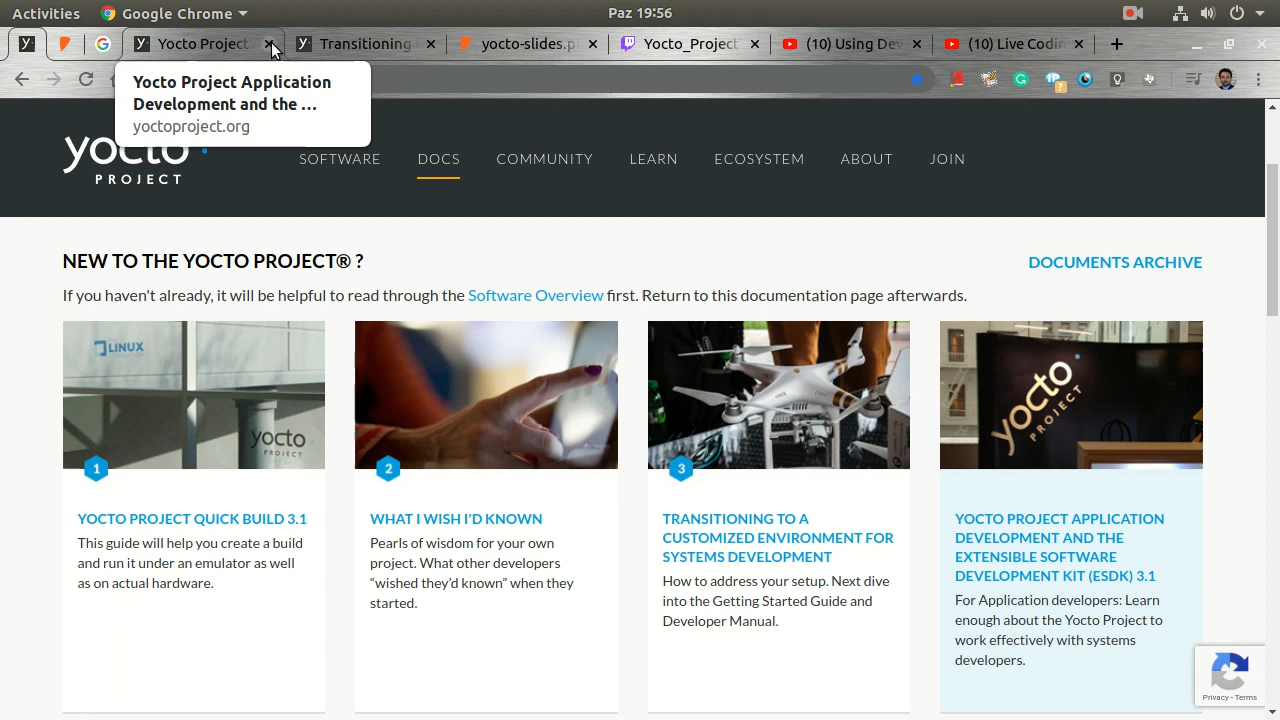 Activities
Google Chrome
Paz 19:56
Yocto Project
Transitioning
yocto-slides.p
Yocto_Project
(10) Using Dev
(10) Live Codin
Yocto Project Application
Development and the ...
yoctoproject.org
yocto
PROJECT
SOFTWARE
DOCS
COMMUNITY
LEARN
ECOSYSTEM
ABOUT
JOIN
NEW TO THE YOCTO PROJECT® ?
DOCUMENTS ARCHIVE
If you haven't already, it will be helpful to read through the Software Overview first. Return to this documentation page afterwards.
LINUX
yocto
PROJECT
1
YOCTO PROJECT QUICK BUILD 3.1
This guide will help you create a build
and run it under an emulator as well
as on actual hardware.
2
WHAT I WISH I'D KNOWN
Pearls of wisdom for your own
project. What other developers
“wished they’d known” when they
started.
3
TRANSITIONING TO A
CUSTOMIZED ENVIRONMENT FOR
SYSTEMS DEVELOPMENT
How to address your setup. Next dive
into the Getting Started Guide and
Developer Manual.
yocto
PROJECT
YOCTO PROJECT APPLICATION
DEVELOPMENT AND THE
EXTENSIBLE SOFTWARE
DEVELOPMENT KIT (ESDK) 3.1
For Application developers: Learn
enough about the Yocto Project to
work effectively with systems
developers.
Privacy - Terms